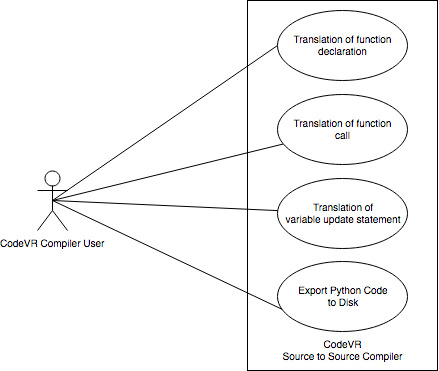 Translation of function
declaration
Translation of function
call
Translation of
variable update statement
CodeVR Compiler User
Export Python Code
to Disk
CodeVR
Source to Source Compiler